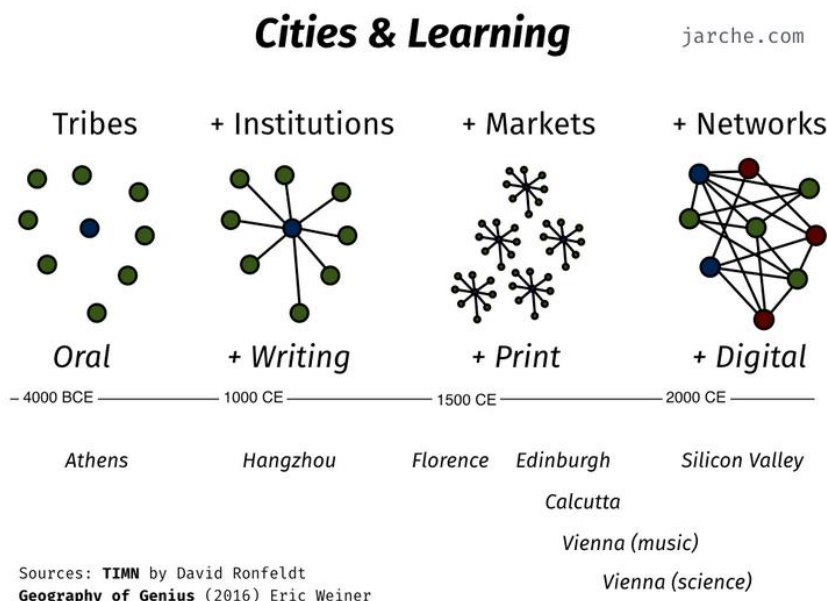 Cities & Learning
jarche.com
Tribes
+ Institutions
+ Markets
+ Networks
Oral
+ Writing
+ Print
+ Digital
4000 BCE
1000 CE
1500 CE
2000 CE
Athens
Hangzhou
Florence
Edinburgh
Silicon Valley
Calcutta
Vienna (music)
Vienna (science)
Sources: TIMN by David Ronfeldt
Geography of Genius (2016) Eric Weiner